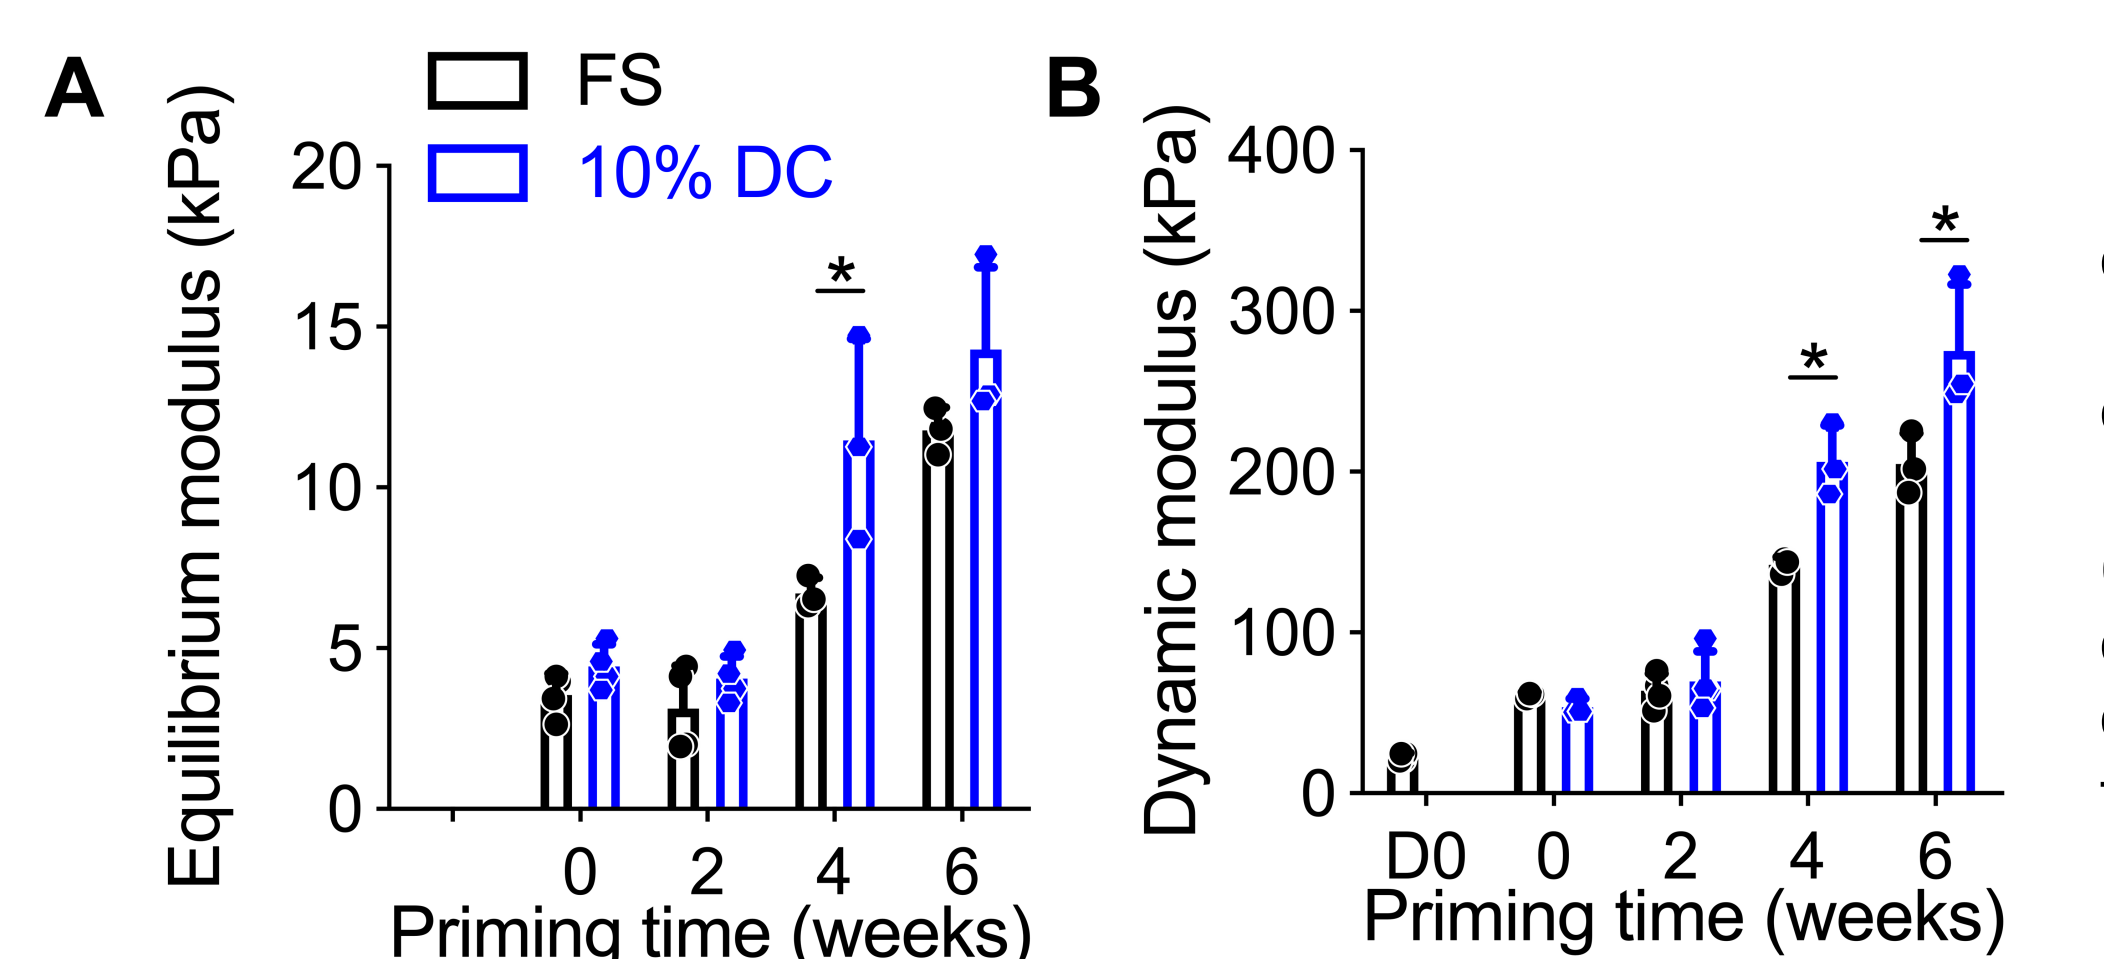 A
FS
10% DC
Equilibrium modulus (kPa)
20
15
10
5
0
*
0 2 4 6
Priming time (weeks)
B
Dynamic modulus (kPa)
400
300
200
100
0
*
*
D0 0 2 4 6
Priming time (weeks)